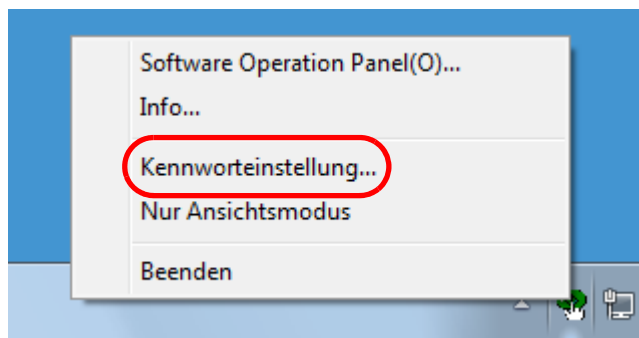 Software Operation Panel(O)...
Info...
Kennworteinstellung...
Nur Ansichtsmodus
Beenden